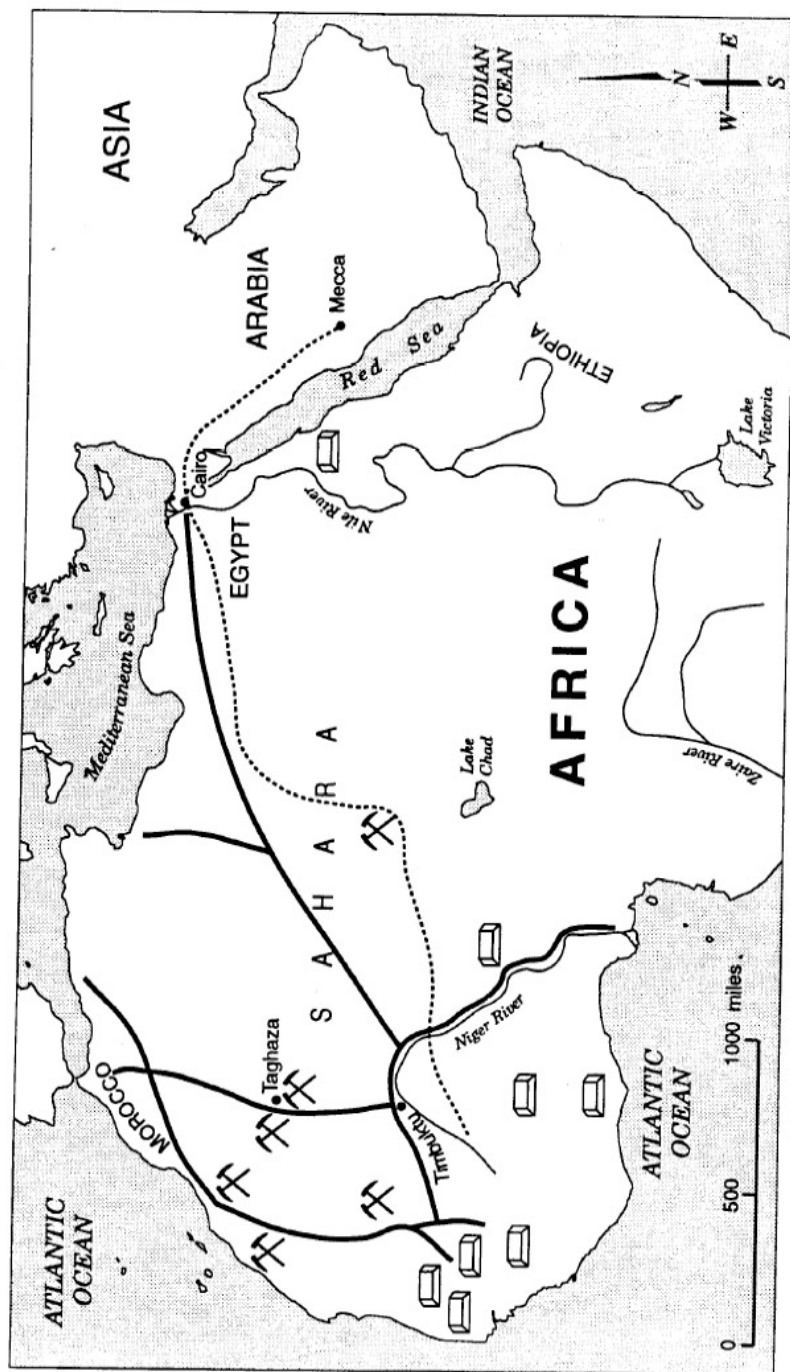 ATLANTIC
OCEAN
MOROCCO
Mediterranean Sea
ASIA
Taghaza
S A H A R A
EGYPT
Cairo
ARABIA
Mecca
Red Sea
Nile River
Timbuktu
Niger River
Lake
Chad
AFRICA
ETHIOPIA
INDIAN
OCEAN
Lake
Victoria
Zaire River
ATLANTIC
OCEAN
0 500 1000 miles
N
W E
S